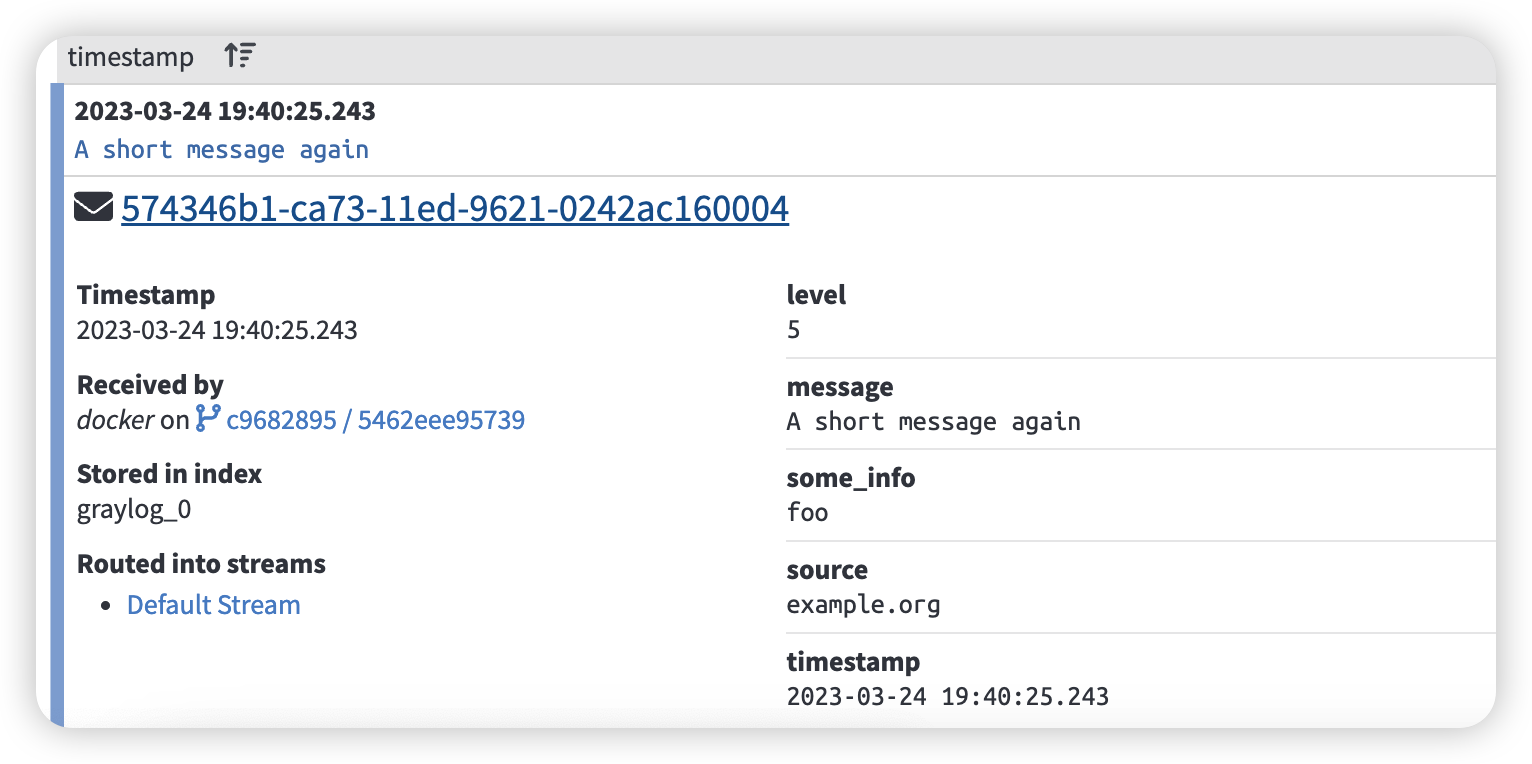 timestamp
2023-03-24 19:40:25.243
A short message again
574346b1-ca73-11ed-9621-0242ac160004
Timestamp
2023-03-24 19:40:25.243
Received by
docker on c9682895 / 5462eee95739
Stored in index
graylog_0
Routed into streams
• Default Stream
level
5
message
A short message again
some_info
foo
source
example.org
timestamp
2023-03-24 19:40:25.243